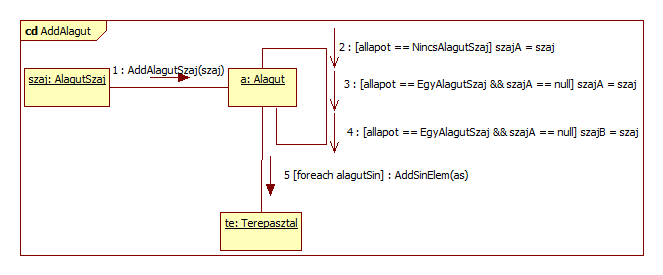 cd AddAlagut
2 : [allapot == NincsAlagutSzaj] szajA = szaj
1 : AddAlagutSzaj(szaj)
szaj: AlagutSzaj
a: Alagut
3 : [allapot == EgyAlagutSzaj && szajA == null] szajA = szaj
4 : [allapot == EgyAlagutSzaj && szajA == null] szajB = szaj
5 [foreach alagutSin] : AddSinElem(as)
te: Terepasztal